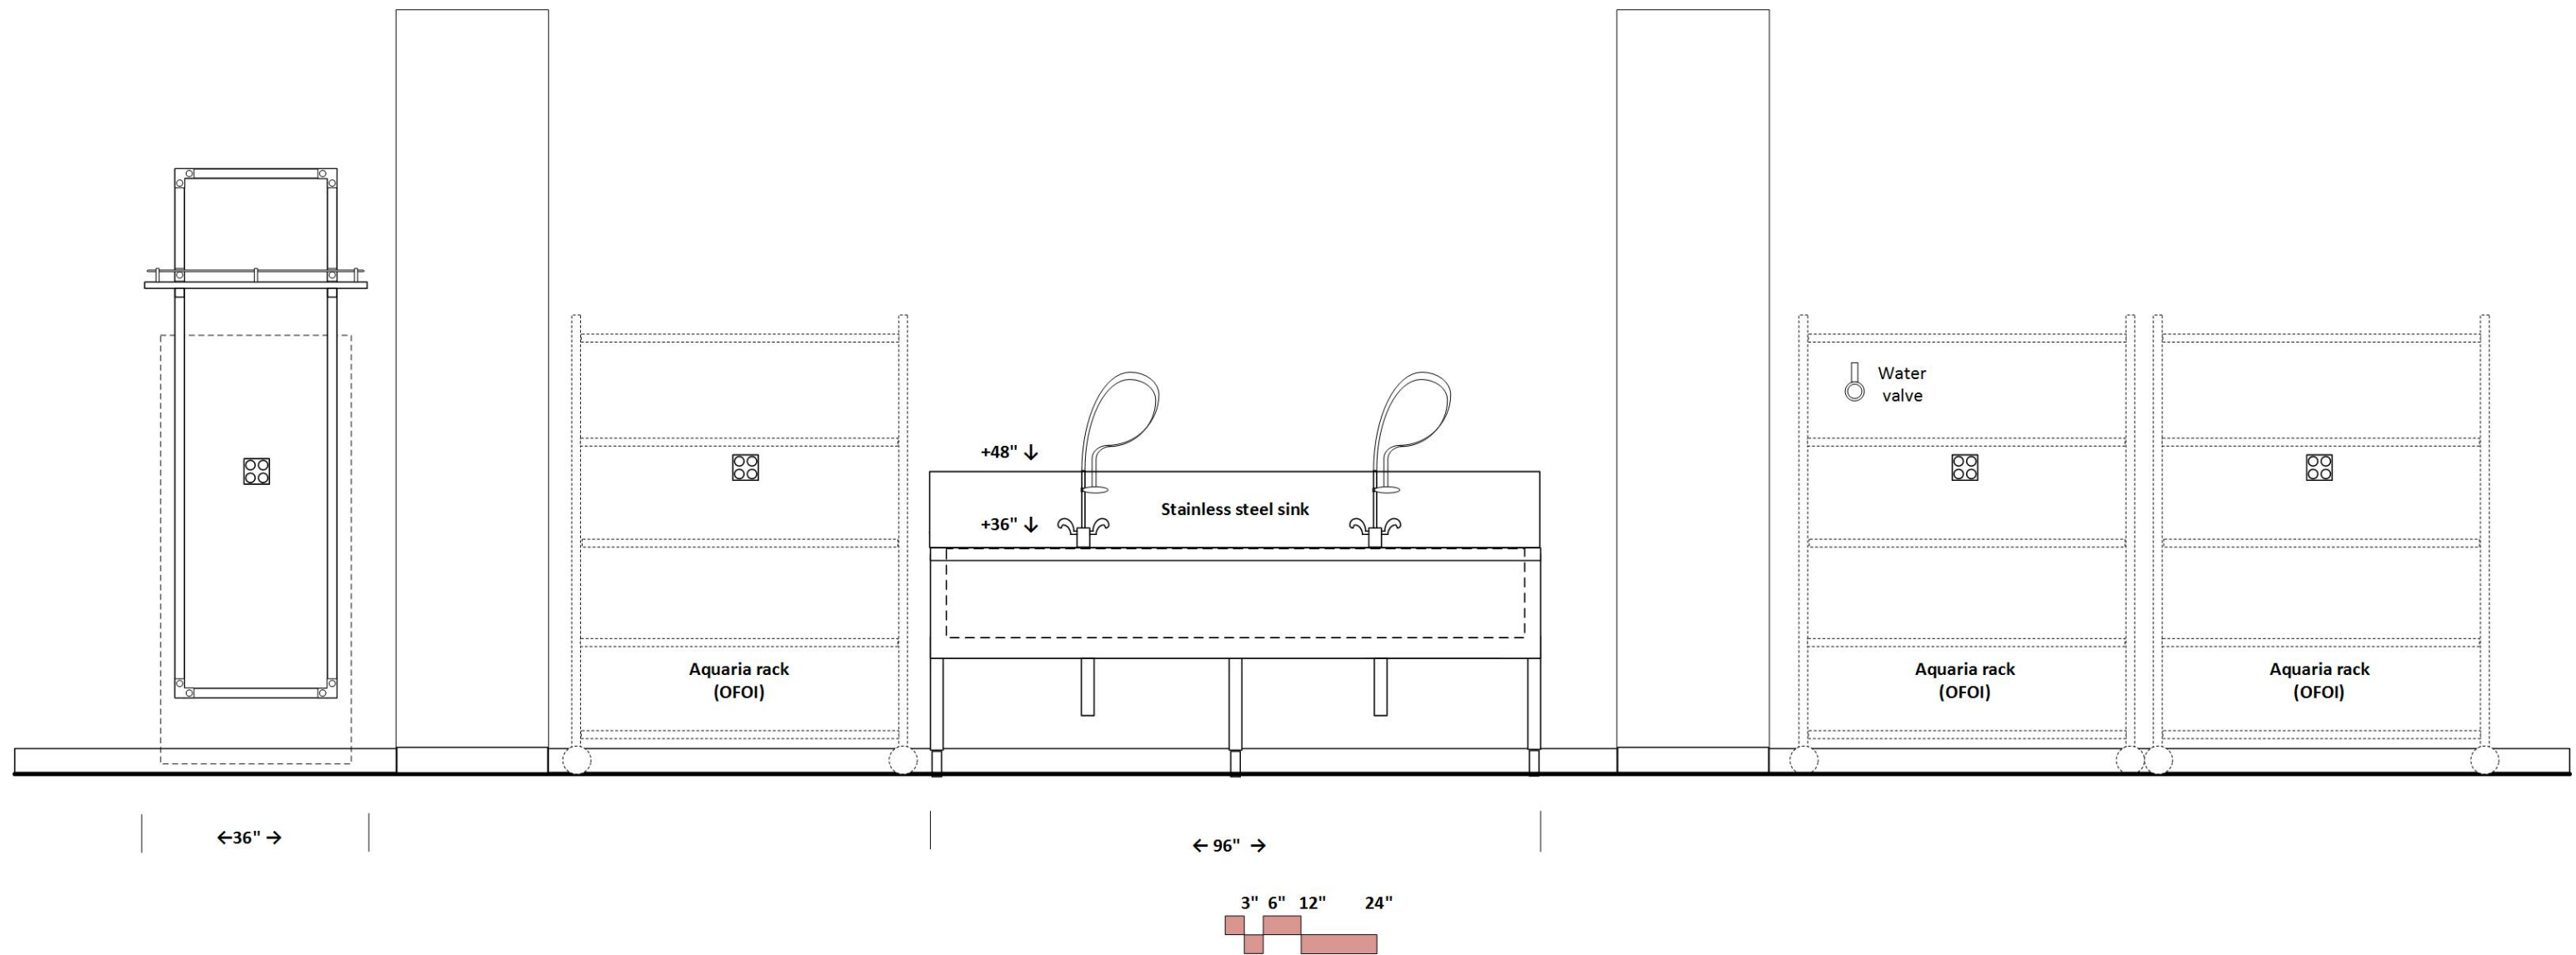 Water
valve
+48" ↓
+36" ↓
Stainless steel sink
Aquaria rack
(OFOI)
Aquaria rack
(OFOI)
Aquaria rack
(OFOI)
←36" →
← 96" →
3" 6" 12" 24"